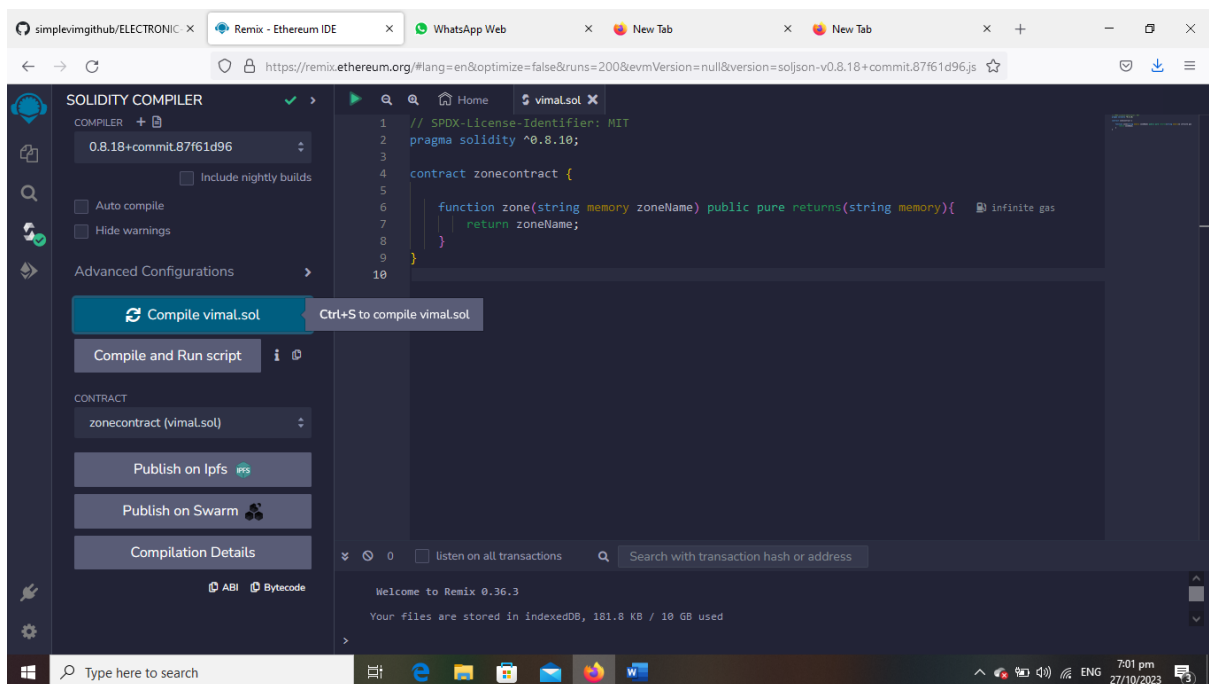 simplevimgithub/ELECTRONIC-
Remix - Ethereum IDE
WhatsApp Web
New Tab
New Tab
https://remix.ethereum.org/#lang=en&optimize=false&runs=200&evmVersion=null&version=soljson-v0.8.18+commit.87f61d96.js
SOLIDITY COMPILER
COMPILER
0.8.18+commit.87f61d96
Include nightly builds
Auto compile
Hide warnings
Advanced Configurations
Compile vimal.sol
Ctrl+S to compile vimal.sol
Compile and Run script
CONTRACT
zonecontract (vimal.sol)
Publish on Ipfs IPFS
Publish on Swarm
Compilation Details
ABI Bytecode
Home vimal.sol
1 // SPDX-License-Identifier: MIT
2 pragma solidity ^0.8.10;
3
4 contract zonecontract {
5
6 function zone(string memory zoneName) public pure returns(string memory){ infinite gas
7 return zoneName;
8 }
9 }
10
0 listen on all transactions Search with transaction hash or address
Welcome to Remix 0.36.3
Your files are stored in indexedDB, 181.8 KB / 10 GB used
>
Type here to search
ENG
7:01 pm
27/10/2023
3